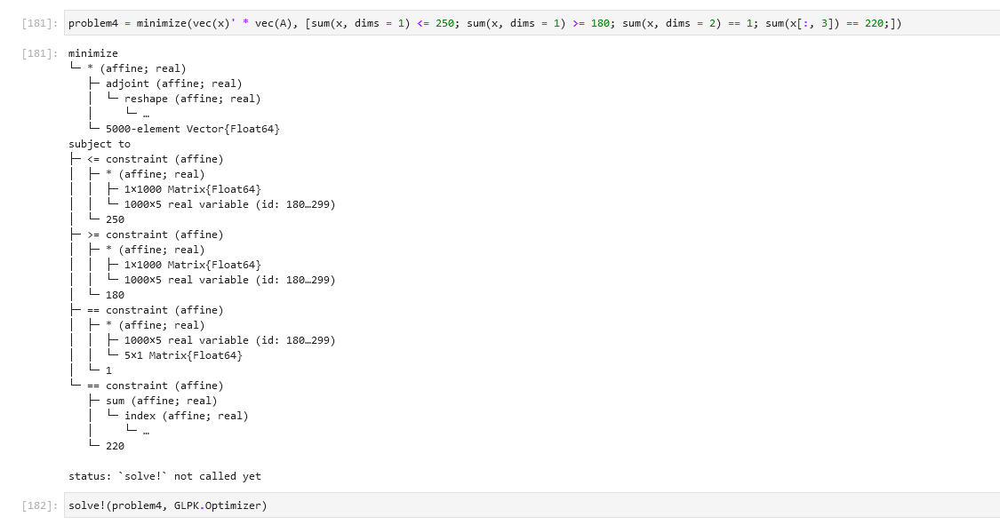 [181]: problem4 = minimize(vec(x)' * vec(A), [sum(x, dims = 1) <= 250; sum(x, dims = 1) >= 180; sum(x, dims = 2) == 1; sum(x[:, 3]) == 220;])
[181]: minimize
└─ * (affine; real)
   ├─ adjoint (affine; real)
   │  └─ reshape (affine; real)
   │     └─ …
   └─ 5000-element Vector{Float64}
subject to
├─ <= constraint (affine)
│  ├─ * (affine; real)
│  │  ├─ 1×1000 Matrix{Float64}
│  │  └─ 1000×5 real variable (id: 180…299)
│  └─ 250
├─ >= constraint (affine)
│  ├─ * (affine; real)
│  │  ├─ 1×1000 Matrix{Float64}
│  │  └─ 1000×5 real variable (id: 180…299)
│  └─ 180
├─ == constraint (affine)
│  ├─ * (affine; real)
│  │  ├─ 1000×5 real variable (id: 180…299)
│  │  └─ 5×1 Matrix{Float64}
│  └─ 1
└─ == constraint (affine)
   ├─ sum (affine; real)
   │  └─ index (affine; real)
   │     └─ …
   └─ 220
status: `solve!` not called yet
[182]: solve!(problem4, GLPK.Optimizer)